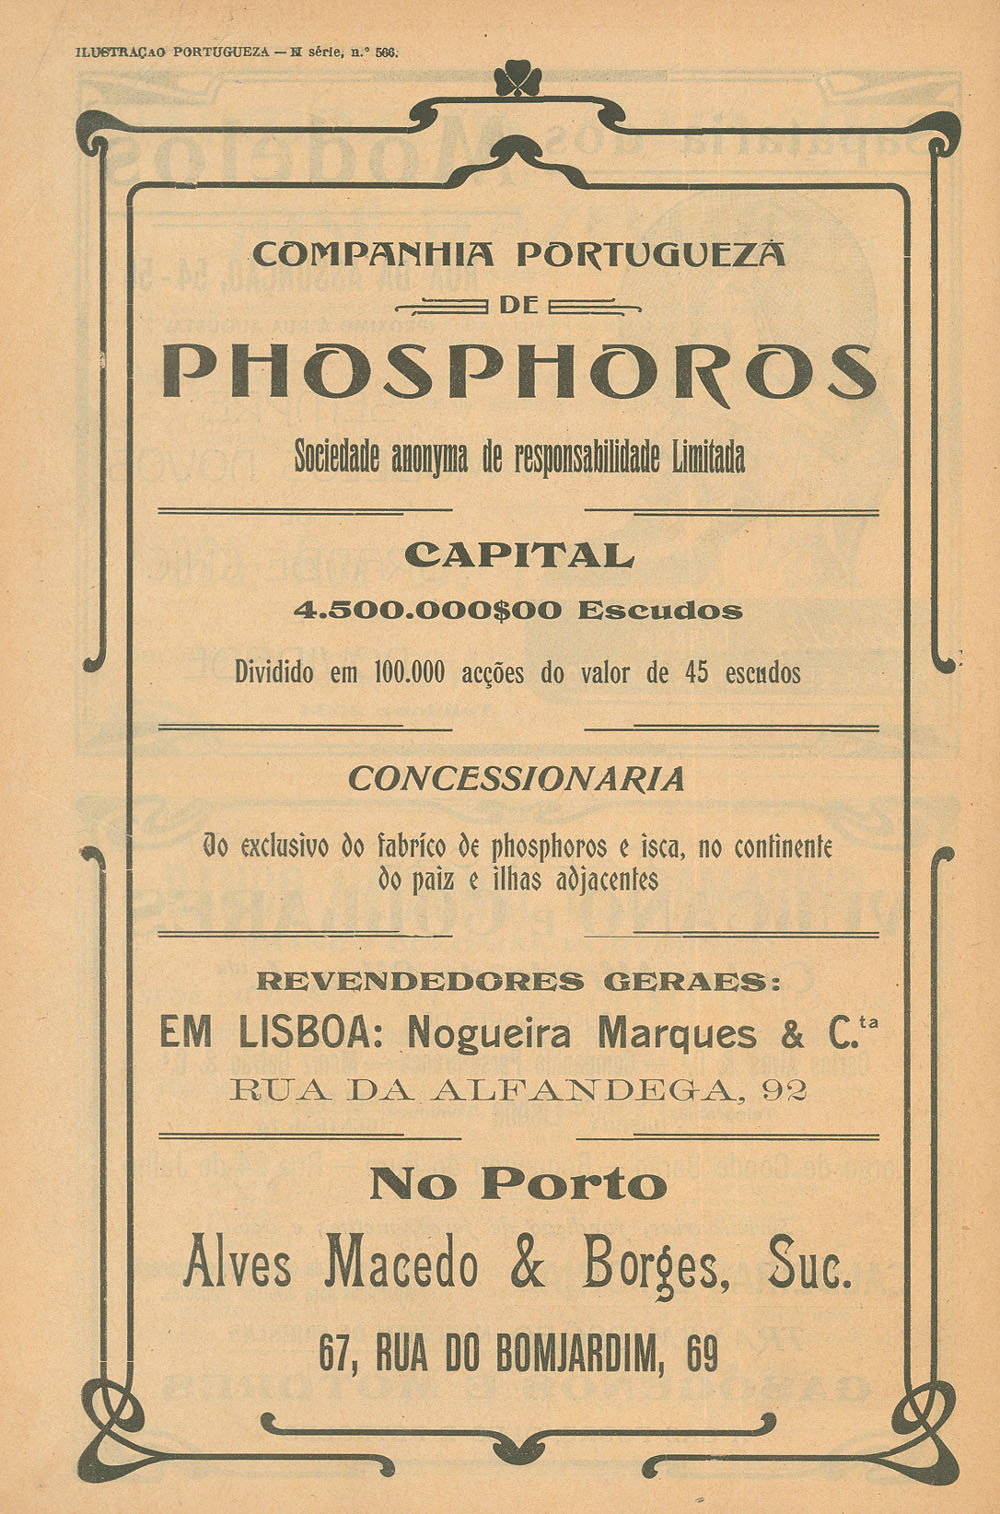 ILUSTRAÇAO PORTUGUEZA — II série, n.º 566.
COMPANHIA PORTUGUEZA
DE
PHOSPHOROS
Sociedade anonyma de responsabilidade Limitada
CAPITAL
4.500.000$00 Escudos
Dividido em 100.000 acções do valor de 45 escudos
CONCESSIONARIA
Do exclusivo do fabríco de phosphoros e isca, no continente
do paiz e ilhas adjacentes
REVENDEDORES GERAES:
EM LISBOA: Nogueira Marques & C.ta
RUA DA ALFANDEGA, 92
No Porto
Alves Macedo & Borges, Suc.
67, RUA DO BOMJARDIM, 69